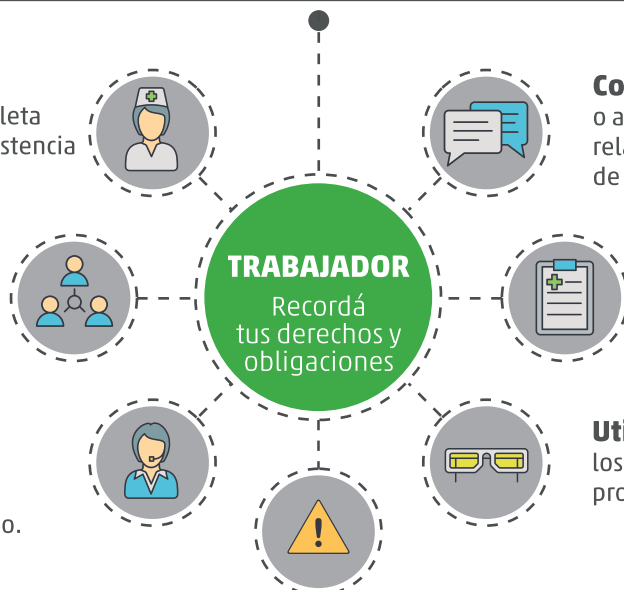 leta
stencia
Co
o a
rela
de
TRABAJADOR
Recordá
tus derechos y
obligaciones
Uti
los
pro
o.